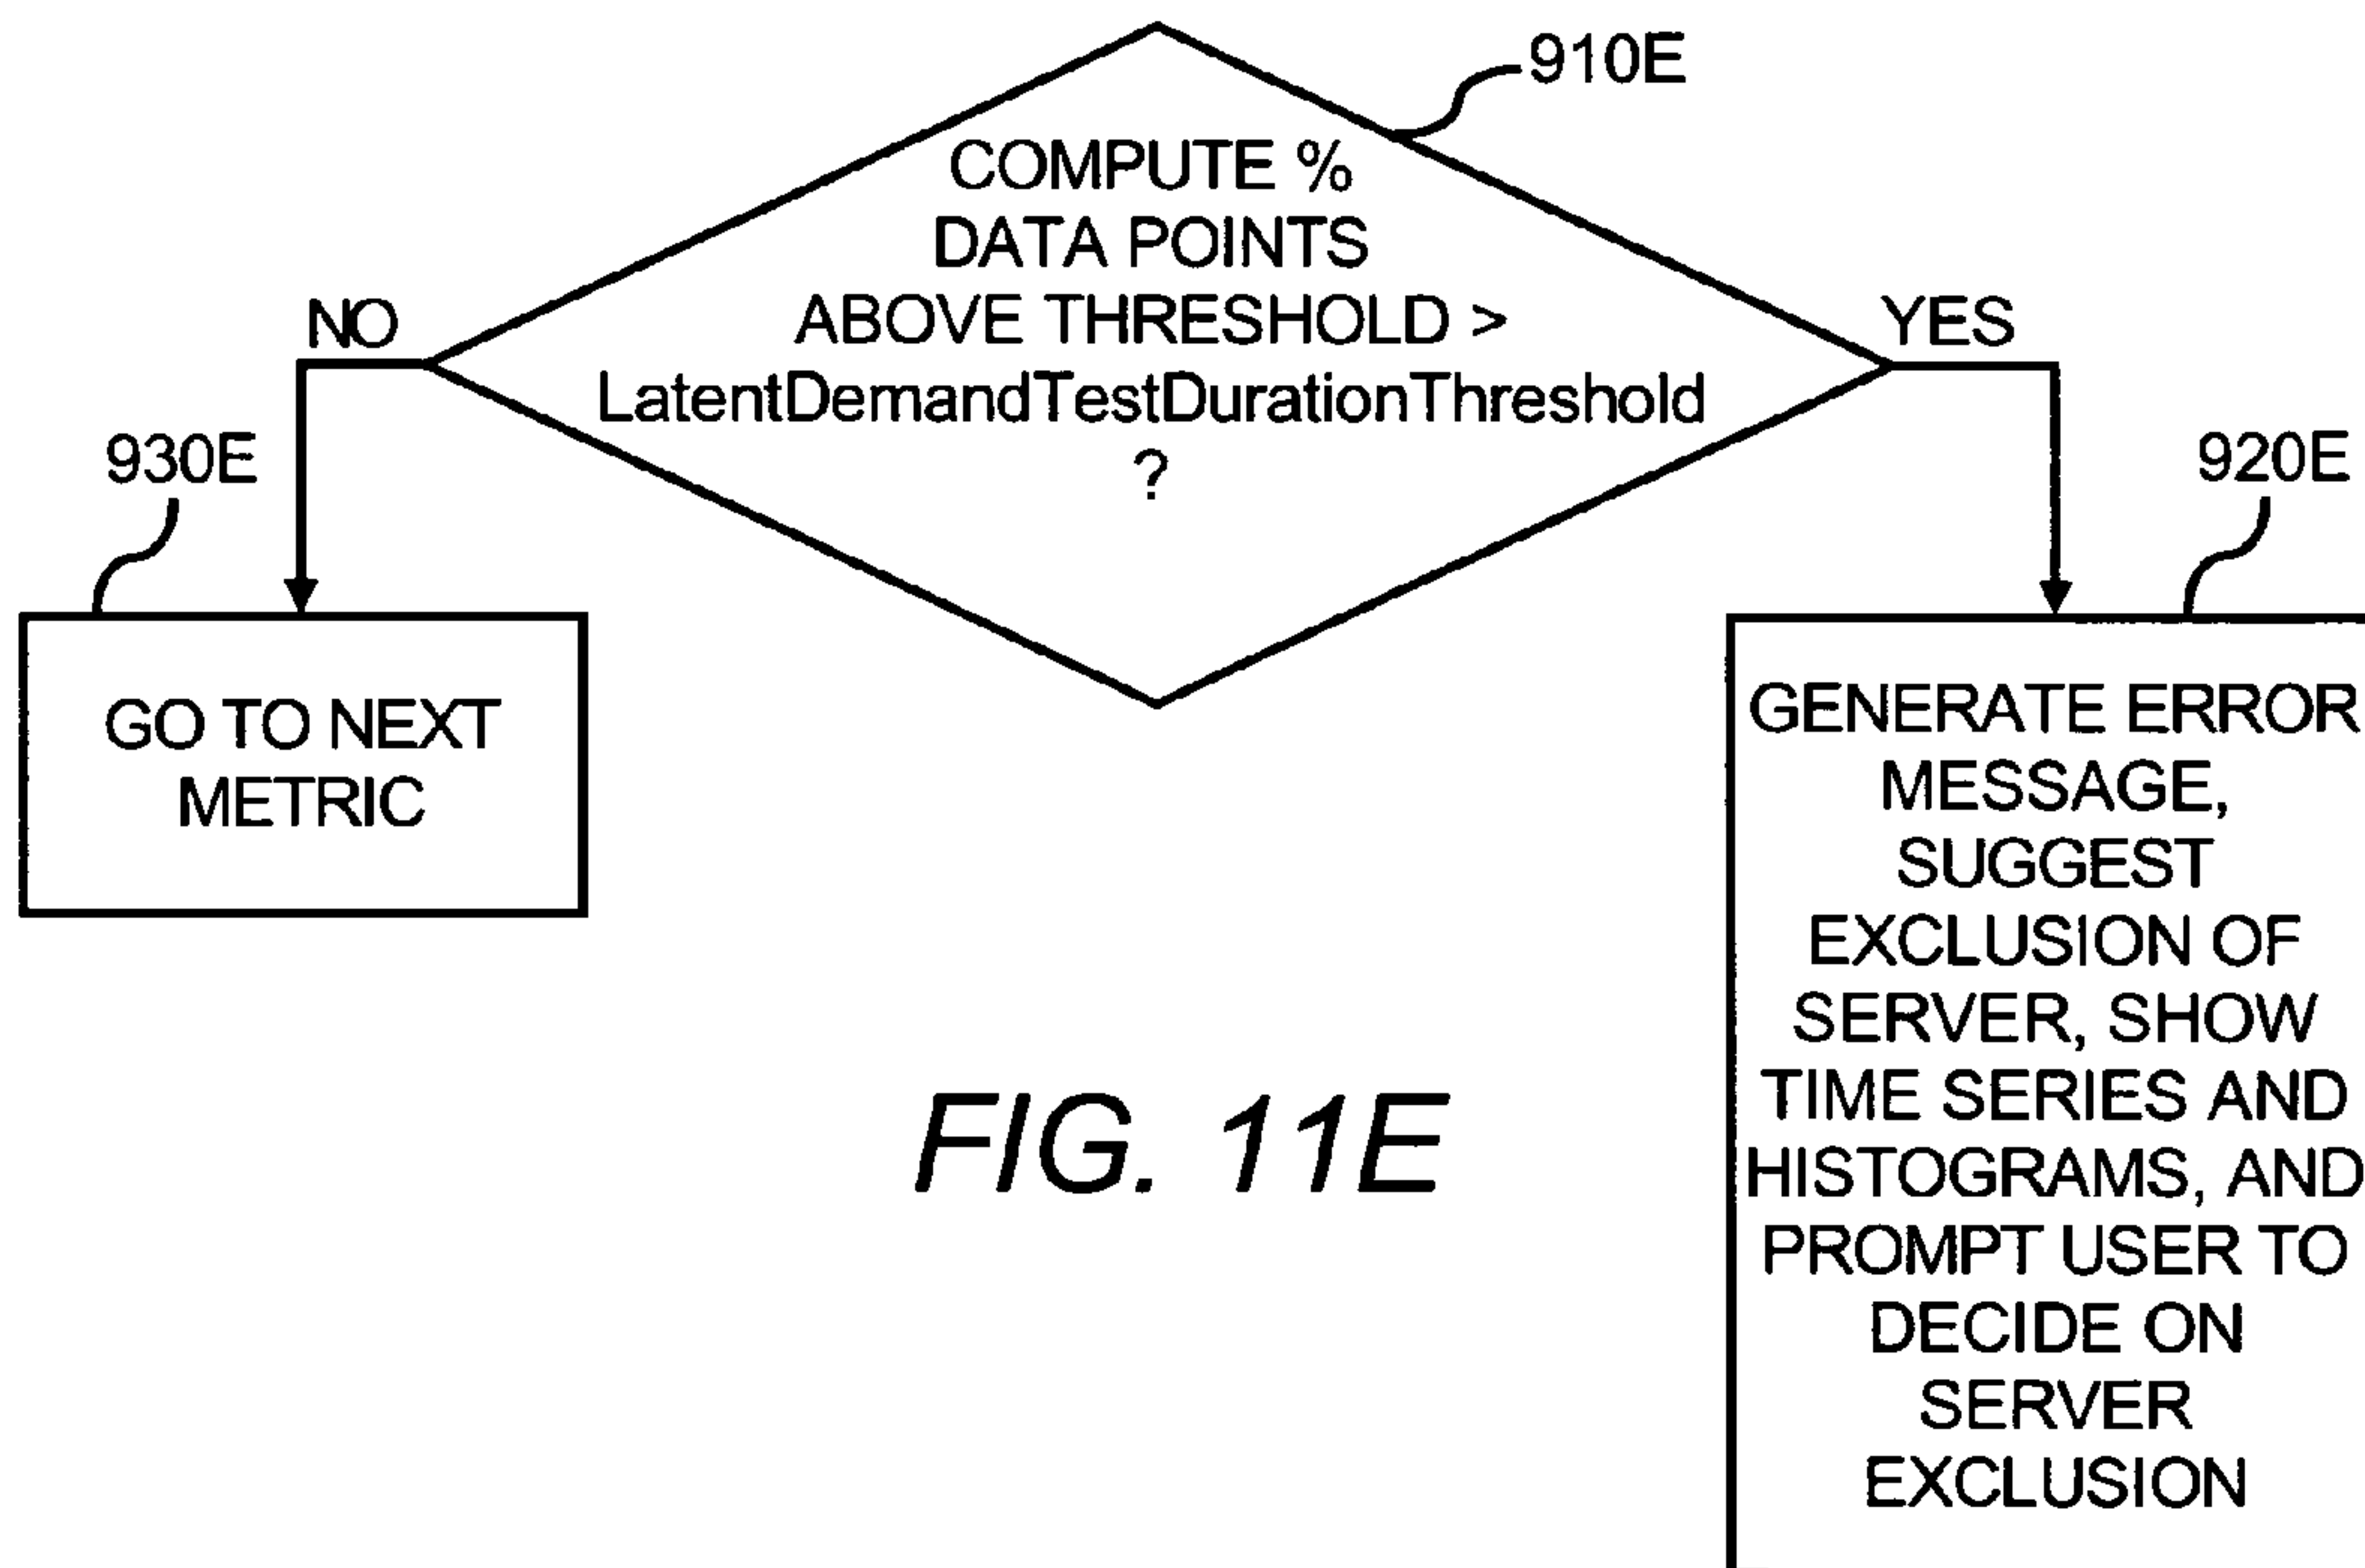 910E
COMPUTE %
DATA POINTS
ABOVE THRESHOLD >
LatentDemandTestDurationThreshold
?
NO
YES
930E
920E
GO TO NEXT
METRIC
GENERATE ERROR
MESSAGE,
SUGGEST
EXCLUSION OF
SERVER, SHOW
TIME SERIES AND
HISTOGRAMS, AND
PROMPT USER TO
DECIDE ON
SERVER
EXCLUSION
FIG. 11E